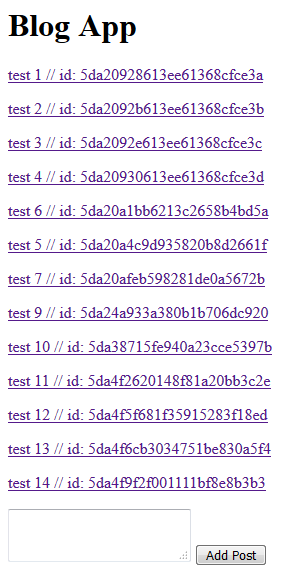 Blog App
test 1 // id: 5da20928613ee61368cfce3a
test 2 // id: 5da2092b613ee61368cfce3b
test 3 // id: 5da2092e613ee61368cfce3c
test 4 // id: 5da20930613ee61368cfce3d
test 6 // id: 5da20a1bb6213c2658b4bd5a
test 5 // id: 5da20a4c9d935820b8d2661f
test 7 // id: 5da20afeb598281de0a5672b
test 9 // id: 5da24a933a380b1b706dc920
test 10 // id: 5da38715fe940a23cce5397b
test 11 // id: 5da4f2620148f81a20bb3c2e
test 12 // id: 5da4f5f681f35915283f18ed
test 13 // id: 5da4f6cb3034751be830a5f4
test 14 // id: 5da4f9f2f001111bf8e8b3b3
Add Post